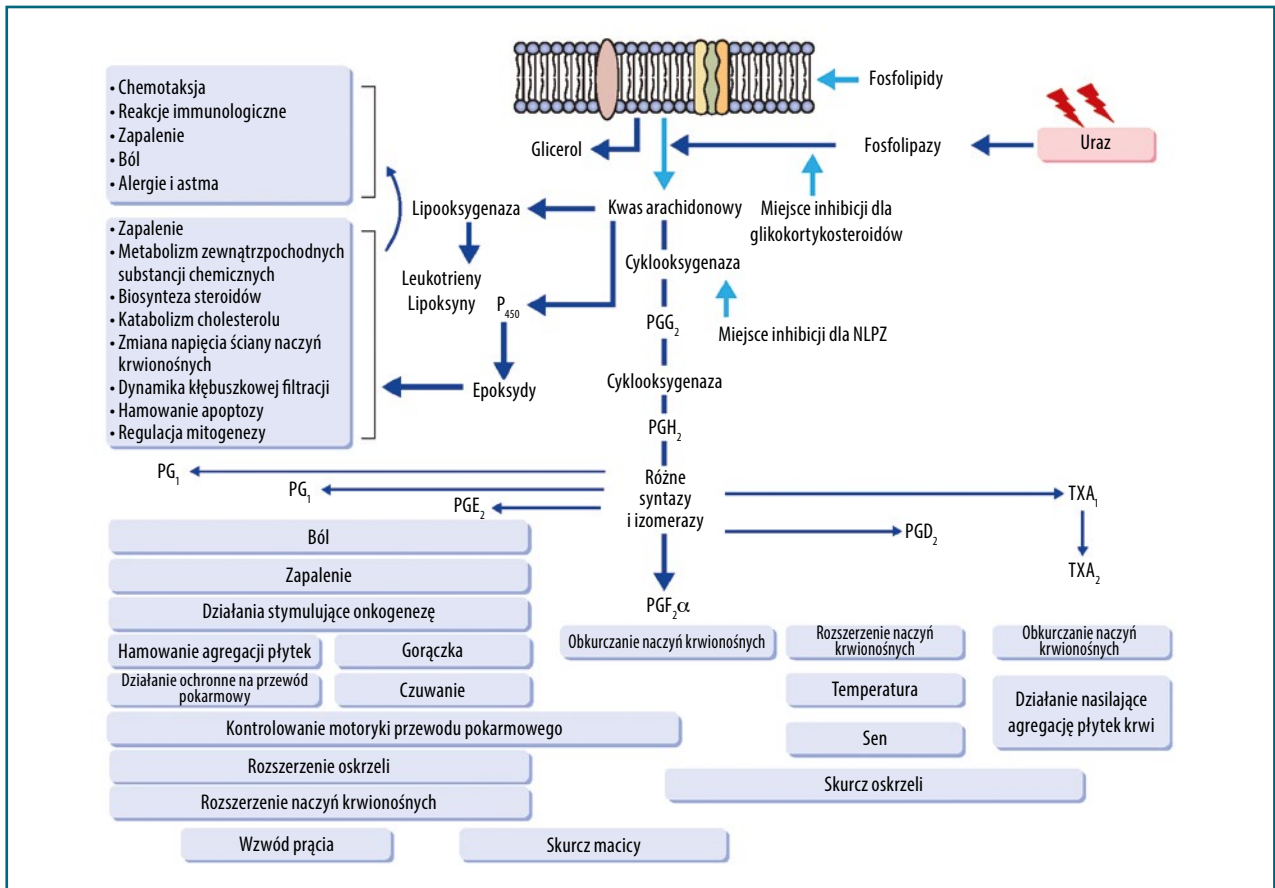 • Chemotaksja
• Reakcje immunologiczne
• Zapalenie
• Ból
• Alergie i astma
• Zapalenie
• Metabolizm zewnątrzpochodnych
substancji chemicznych
• Biosynteza steroidów
• Katabolizm cholesterolu
• Zmiana napięcia ściany naczyń
krwionośnych
• Dynamika kłębuszkowej filtracji
• Hamowanie apoptozy
• Regulacja mitogenezy
Fosfolipidy
Glicerol
Fosfolipazy
Uraz
Lipooksygenaza
Kwas arachidonowy
Miejsce inhibicji dla
glikokortykosteroidów
Leukotrieny
Lipoksyny
P450
Cyklooksygenaza
PGG2
Miejsce inhibicji dla NLPZ
Epoksydy
Cyklooksygenaza
PGH2
Różne
syntazy
i izomerazy
PG1
PG1
PGE2
TXA1
PGD2
TXA2
PGF2α
Ból
Zapalenie
Działania stymulujące onkogenezę
Hamowanie agregacji płytek
Gorączka
Działanie ochronne na przewód
pokarmowy
Czuwanie
Kontrolowanie motoryki przewodu pokarmowego
Rozszerzenie oskrzeli
Rozszerzenie naczyń krwionośnych
Wzwód prącia
Skurcz macicy
Obkurczanie naczyń krwionośnych
Rozszerzenie naczyń
krwionośnych
Temperatura
Sen
Skurcz oskrzeli
Obkurczanie naczyń
krwionośnych
Działanie nasilające
agregację płytek krwi